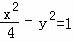 x²/4 − y²=1